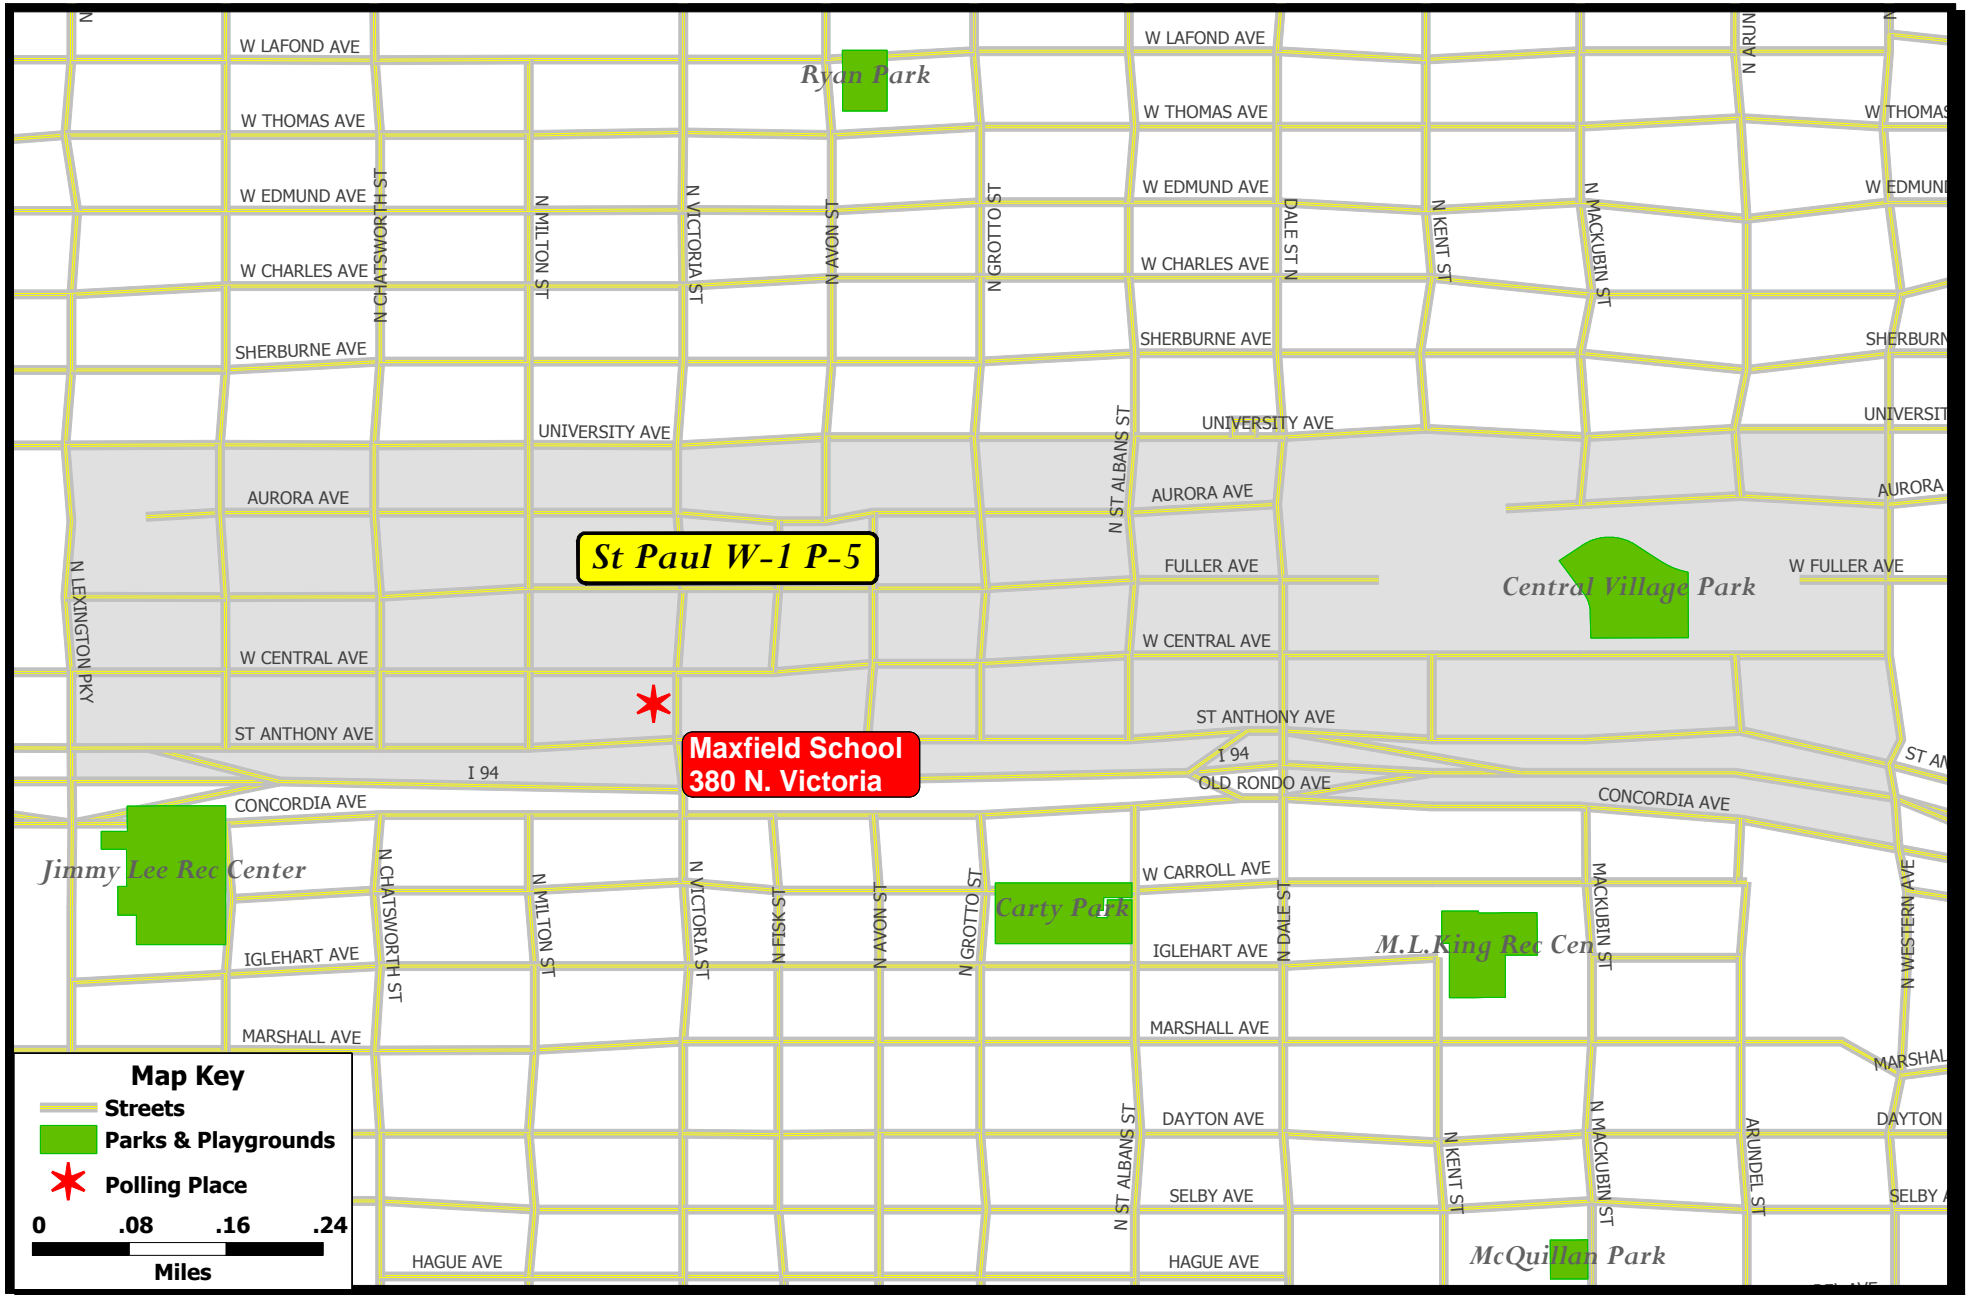 N
N ARUN
N
W LAFOND AVE
W LAFOND AVE
Ryan Park
W THOMAS AVE
W THOMAS AVE
W THOMAS
W EDMUND AVE
W EDMUND AVE
W EDMUND
N CHATSWORTH ST
N MILTON ST
N VICTORIA ST
N AVON ST
N GROTTO ST
DALE ST N
N KENT ST
N MACKUBIN ST
W CHARLES AVE
W CHARLES AVE
SHERBURNE AVE
SHERBURNE AVE
SHERBURN
UNIVERSITY AVE
UNIVERSITY AVE
UNIVERSIT
N ST ALBANS ST
AURORA AVE
AURORA AVE
AURORA
St Paul W-1 P-5
FULLER AVE
W FULLER AVE
Central Village Park
N LEXINGTON PKY
W CENTRAL AVE
W CENTRAL AVE
ST ANTHONY AVE
ST ANTHONY AVE
ST AN
Maxfield School
380 N. Victoria
I 94
I 94
OLD RONDO AVE
CONCORDIA AVE
CONCORDIA AVE
Jimmy Lee Rec Center
W CARROLL AVE
Carty Park
M.L.King Rec Cen
N CHATSWORTH ST
N MILTON ST
N VICTORIA ST
N FISK ST
N AVON ST
N GROTTO ST
N DALE ST
MACKUBIN ST
N WESTERN AVE
IGLEHART AVE
IGLEHART AVE
MARSHALL AVE
MARSHALL AVE
MARSHAL
Map Key
Streets
Parks & Playgrounds
Polling Place
0 .08 .16 .24
Miles
N ST ALBANS ST
DAYTON AVE
DAYTON
N KENT ST
N MACKUBIN ST
ARUNDEL ST
SELBY AVE
SELBY A
HAGUE AVE
HAGUE AVE
McQuillan Park